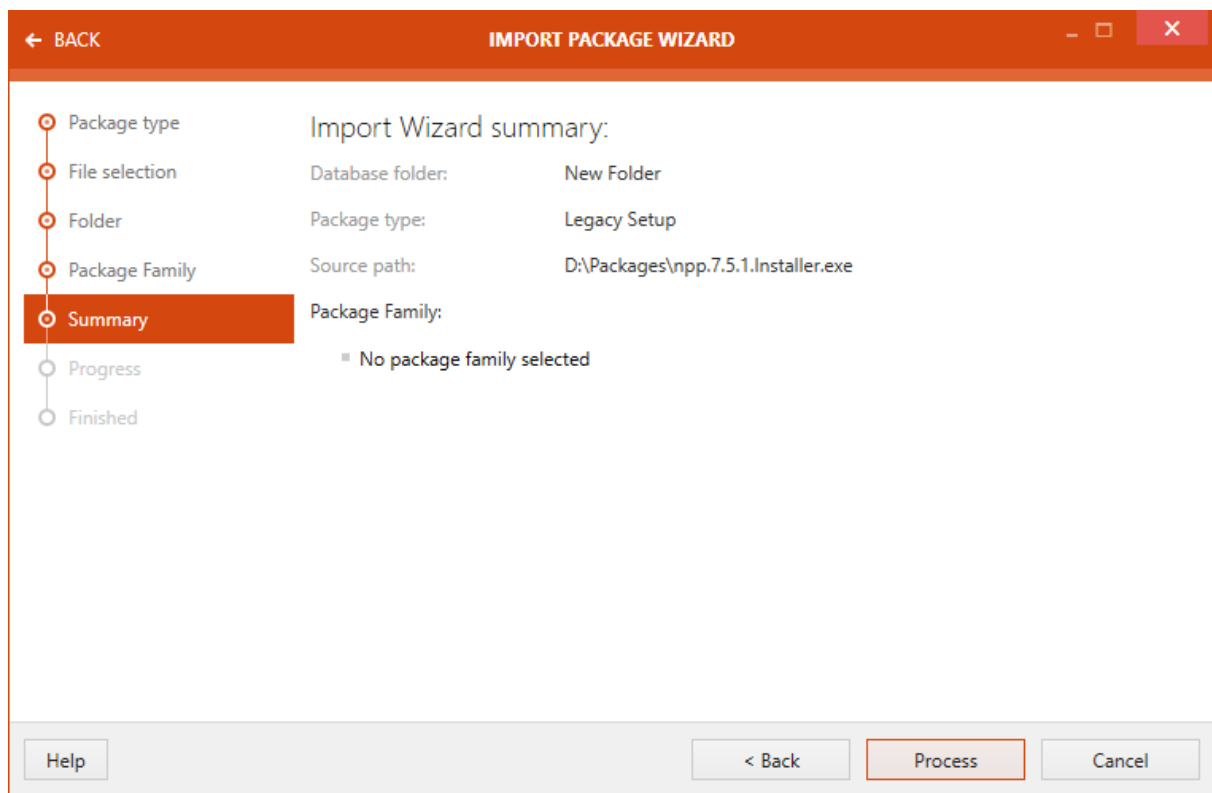 ← BACK
IMPORT PACKAGE WIZARD
Package type
File selection
Folder
Package Family
Summary
Progress
Finished
Import Wizard summary:
Database folder: New Folder
Package type: Legacy Setup
Source path: D:\Packages\npp.7.5.1.Installer.exe
Package Family:
No package family selected
Help
< Back
Process
Cancel